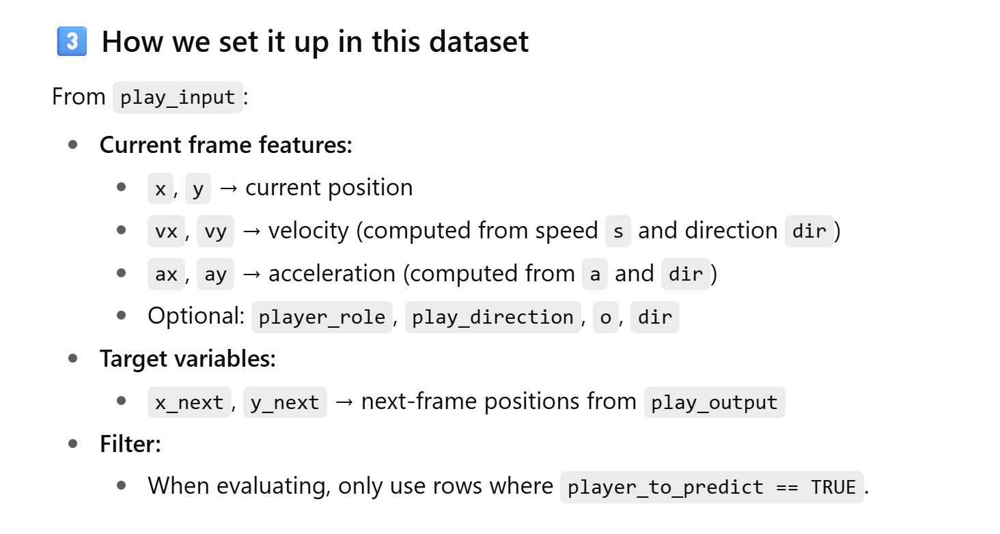 3 How we set it up in this dataset
From play_input:
• Current frame features:
• x, y → current position
• vx, vy → velocity (computed from speed s and direction dir)
• ax, ay → acceleration (computed from a and dir)
• Optional: player_role, play_direction, o, dir
• Target variables:
• x_next, y_next → next-frame positions from play_output
• Filter:
• When evaluating, only use rows where player_to_predict == TRUE.